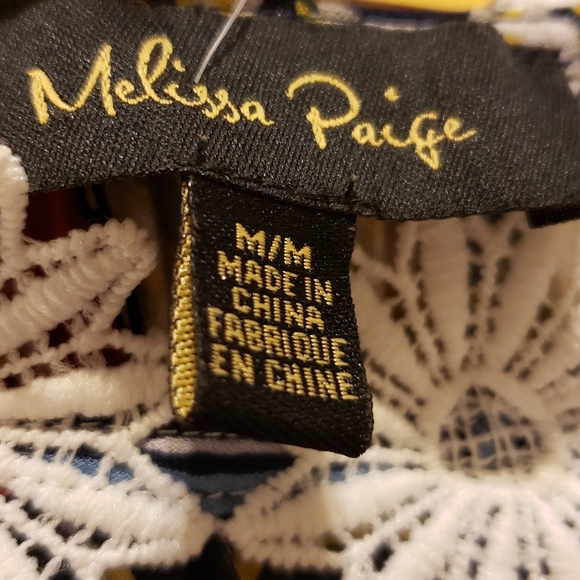 Melissa Paige
M/M
MADE IN
CHINA
FABRIQUE
EN CHINE